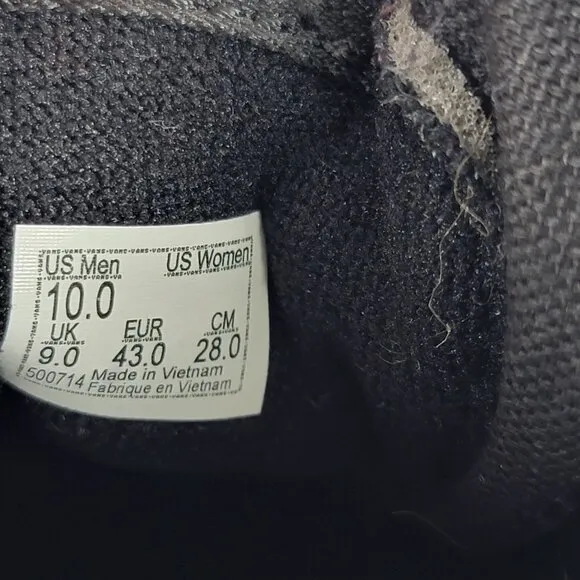 US Men US Women
10.0
UK EUR CM
9.0 43.0 28.0
500714 Made in Vietnam
Fabrique en Vietnam